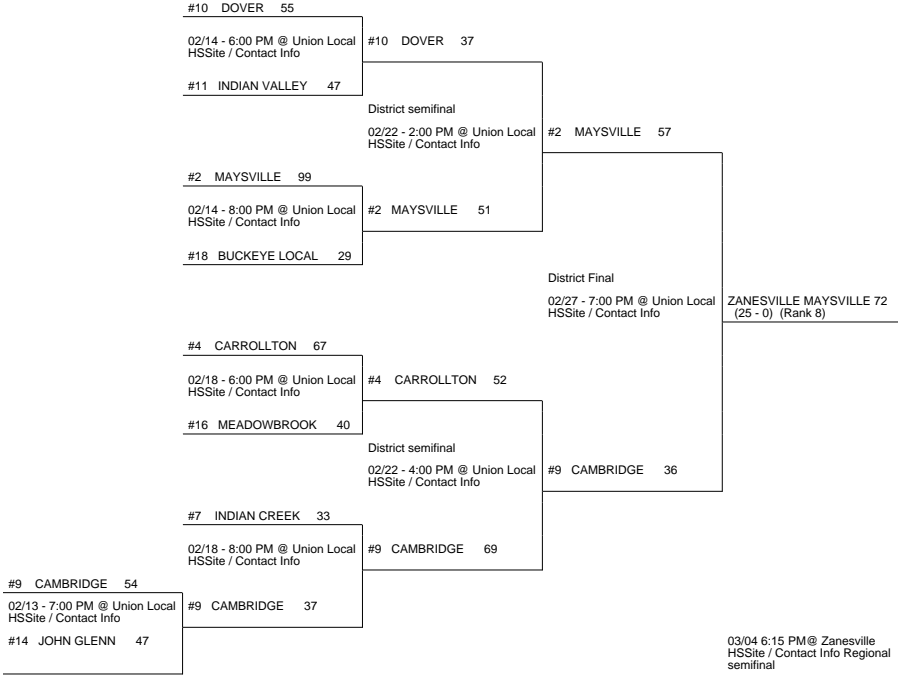 #10 DOVER 55
02/14 - 6:00 PM @ Union Local
HSSite / Contact Info
#11 INDIAN VALLEY 47
#10 DOVER 37
District semifinal
02/22 - 2:00 PM @ Union Local
HSSite / Contact Info
#2 MAYSVILLE 99
02/14 - 8:00 PM @ Union Local
HSSite / Contact Info
#18 BUCKEYE LOCAL 29
#2 MAYSVILLE 51
#2 MAYSVILLE 57
District Final
02/27 - 7:00 PM @ Union Local
HSSite / Contact Info
ZANESVILLE MAYSVILLE 72
(25 - 0) (Rank 8)
#4 CARROLLTON 67
02/18 - 6:00 PM @ Union Local
HSSite / Contact Info
#16 MEADOWBROOK 40
#4 CARROLLTON 52
District semifinal
02/22 - 4:00 PM @ Union Local
HSSite / Contact Info
#9 CAMBRIDGE 36
#7 INDIAN CREEK 33
02/18 - 8:00 PM @ Union Local
HSSite / Contact Info
#9 CAMBRIDGE 69
#9 CAMBRIDGE 54
02/13 - 7:00 PM @ Union Local
HSSite / Contact Info
#14 JOHN GLENN 47
#9 CAMBRIDGE 37
03/04 6:15 PM@ Zanesville
HSSite / Contact Info Regional
semifinal